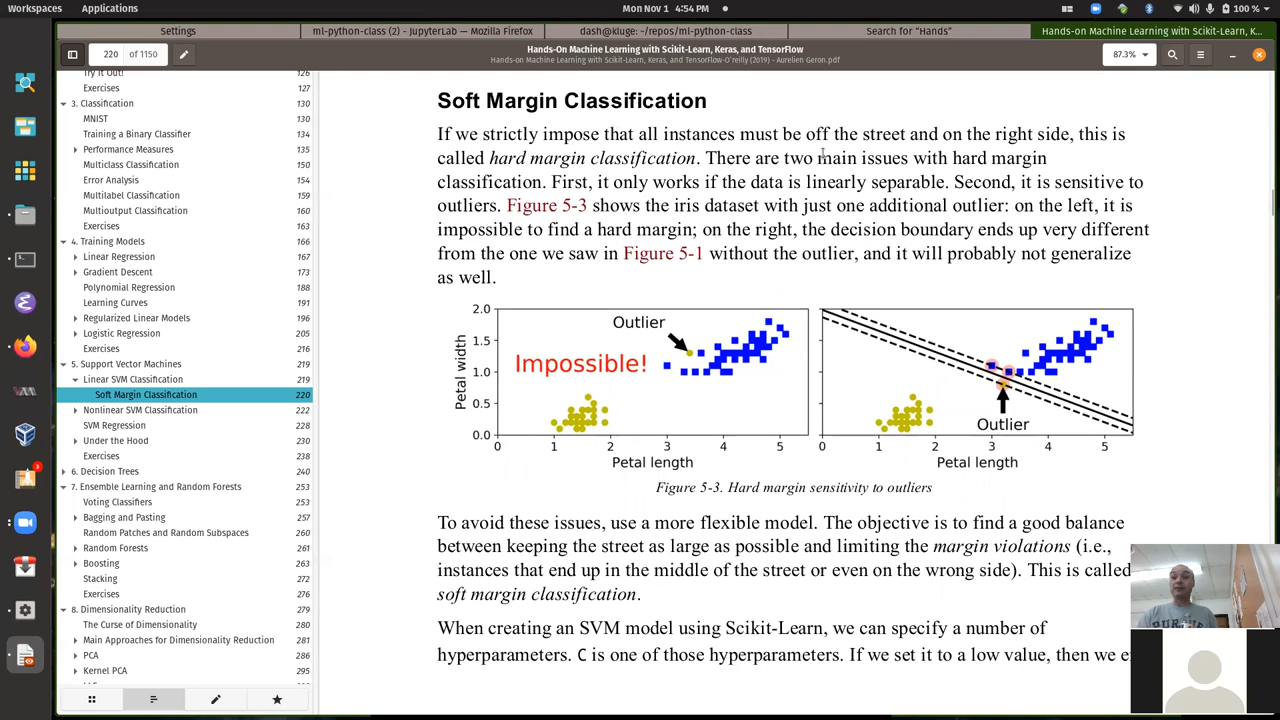 Workspaces
Applications
Mon Nov 1 4:54 PM
100 %
Settings
ml-python-class (2) - JupyterLab — Mozilla Firefox
dash@kluge: ~/repos/ml-python-class
Search for “Hands”
Hands-On Machine Learning with Scikit-Learn, K...
220
of 1150
Hands-On Machine Learning with Scikit-Learn, Keras, and TensorFlow
Hands-on Machine Learning with Scikit-Learn, Keras, and TensorFlow-O'reilly (2019) - Aurelien Geron.pdf
87.3%
Try It Out! 126
Exercises 127
3. Classification 130
MNIST 130
Training a Binary Classifier 134
Performance Measures 135
Multiclass Classification 150
Error Analysis 154
Multilabel Classification 159
Multioutput Classification 160
Exercises 163
4. Training Models 166
Linear Regression 167
Gradient Descent 173
Polynomial Regression 188
Learning Curves 191
Regularized Linear Models 196
Logistic Regression 205
Exercises 216
5. Support Vector Machines 219
Linear SVM Classification 219
Soft Margin Classification 220
Nonlinear SVM Classification 222
SVM Regression 228
Under the Hood 230
Exercises 238
6. Decision Trees 240
7. Ensemble Learning and Random Forests 253
Voting Classifiers 253
Bagging and Pasting 257
Random Patches and Random Subspaces 260
Random Forests 261
Boosting 263
Stacking 272
Exercises 276
8. Dimensionality Reduction 279
The Curse of Dimensionality 280
Main Approaches for Dimensionality Reduction 281
PCA 286
Kernel PCA 295
3
Soft Margin Classification
If we strictly impose that all instances must be off the street and on the right side, this is
called hard margin classification. There are two main issues with hard margin
classification. First, it only works if the data is linearly separable. Second, it is sensitive to
outliers. Figure 5-3 shows the iris dataset with just one additional outlier: on the left, it is
impossible to find a hard margin; on the right, the decision boundary ends up very different
from the one we saw in Figure 5-1 without the outlier, and it will probably not generalize
as well.
2.0
1.5
1.0
0.5
0.0
Petal width
Outlier
Impossible!
0 1 2 3 4 5
Petal length
Outlier
0 1 2 3 4 5
Petal length
Figure 5-3. Hard margin sensitivity to outliers
To avoid these issues, use a more flexible model. The objective is to find a good balance
between keeping the street as large as possible and limiting the margin violations (i.e.,
instances that end up in the middle of the street or even on the wrong side). This is called
soft margin classification.
When creating an SVM model using Scikit-Learn, we can specify a number of
hyperparameters. C is one of those hyperparameters. If we set it to a low value, then we